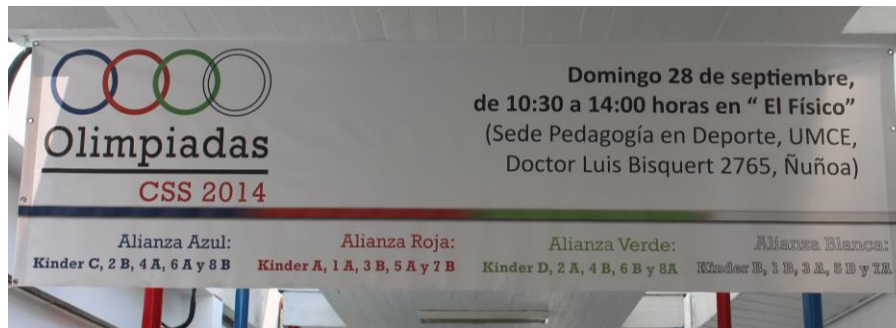 Olimpiadas
CSS 2014
Domingo 28 de septiembre,
de 10:30 a 14:00 horas en “ El Físico”
(Sede Pedagogía en Deporte, UMCE,
Doctor Luis Bisquert 2765, Ñuñoa)
Alianza Azul:
Kinder C, 2 B, 4 A, 6 A y 8 B
Alianza Roja:
Kinder A, 1 A, 3 B, 5 A y 7 B
Alianza Verde:
Kinder D, 2 A, 4 B, 6 B y 8A
Alianza Blanca:
Kinder B, 1 B, 3 A, 5 B y 7A